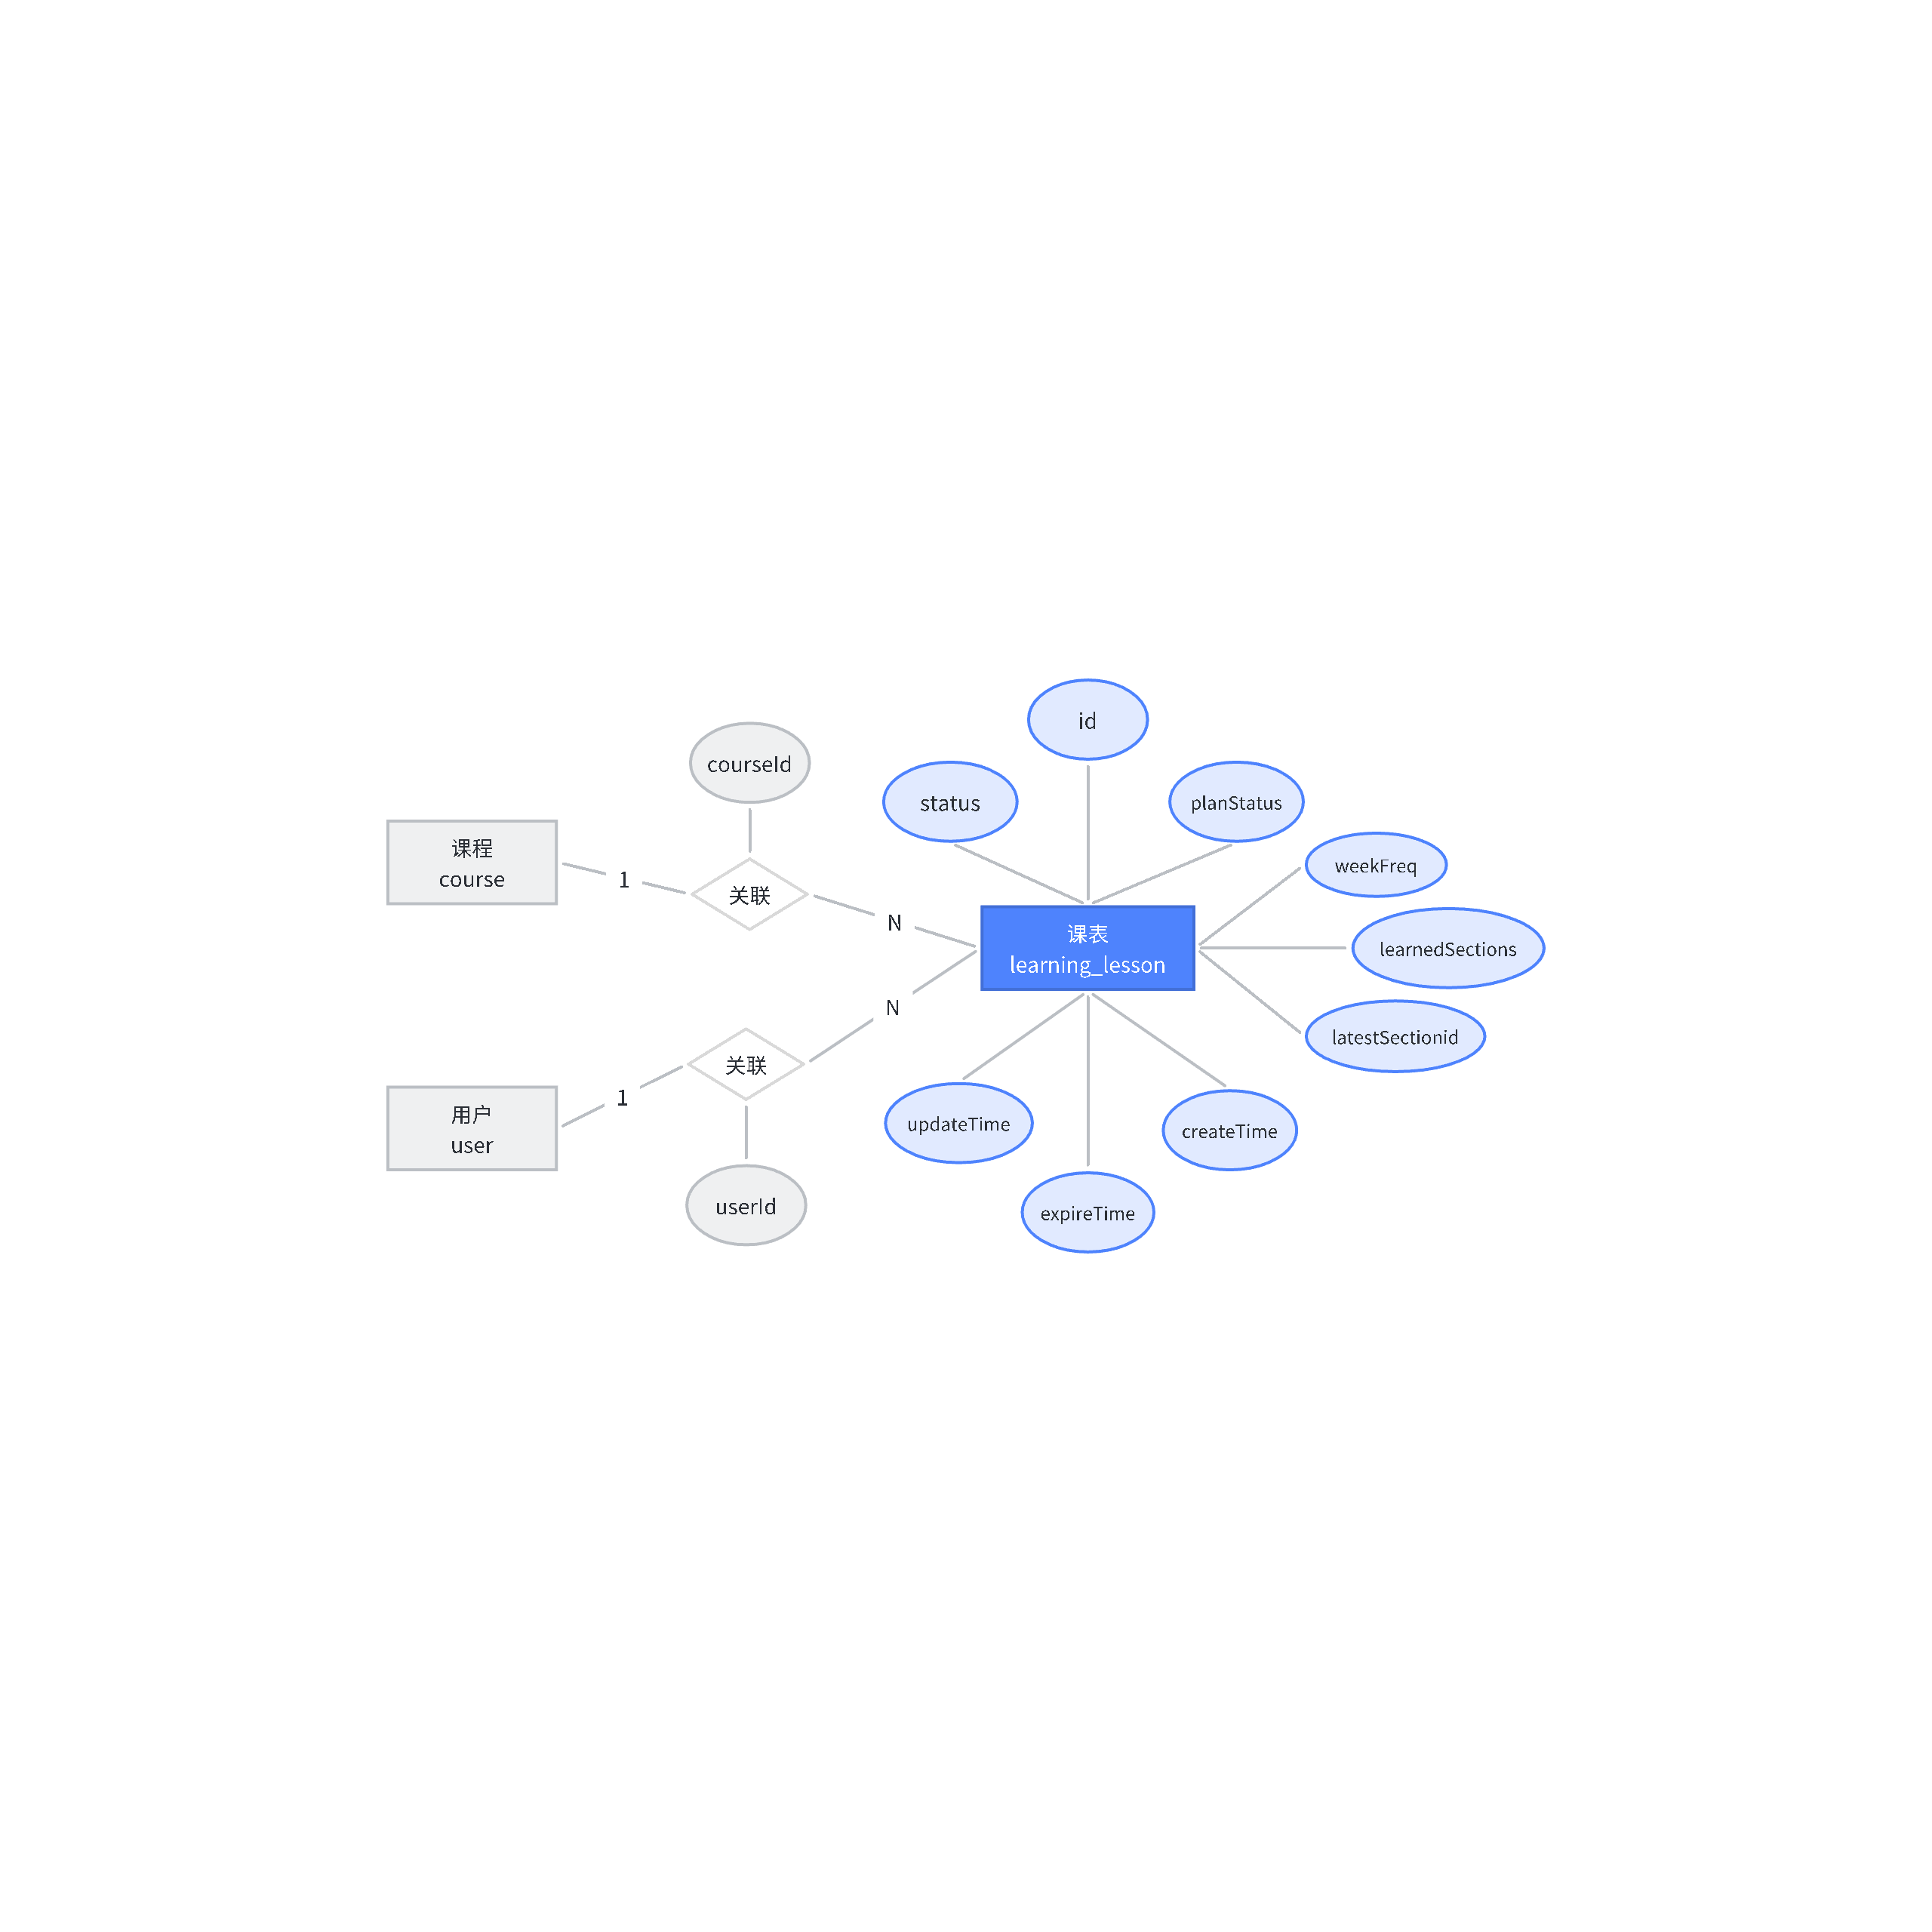 id
courseId
status
planStatus
课程
course
weekFreq
1
关联
N
课表
learning_lesson
learnedSections
N
latestSectionid
关联
1
用户
user
updateTime
createTime
userId
expireTime